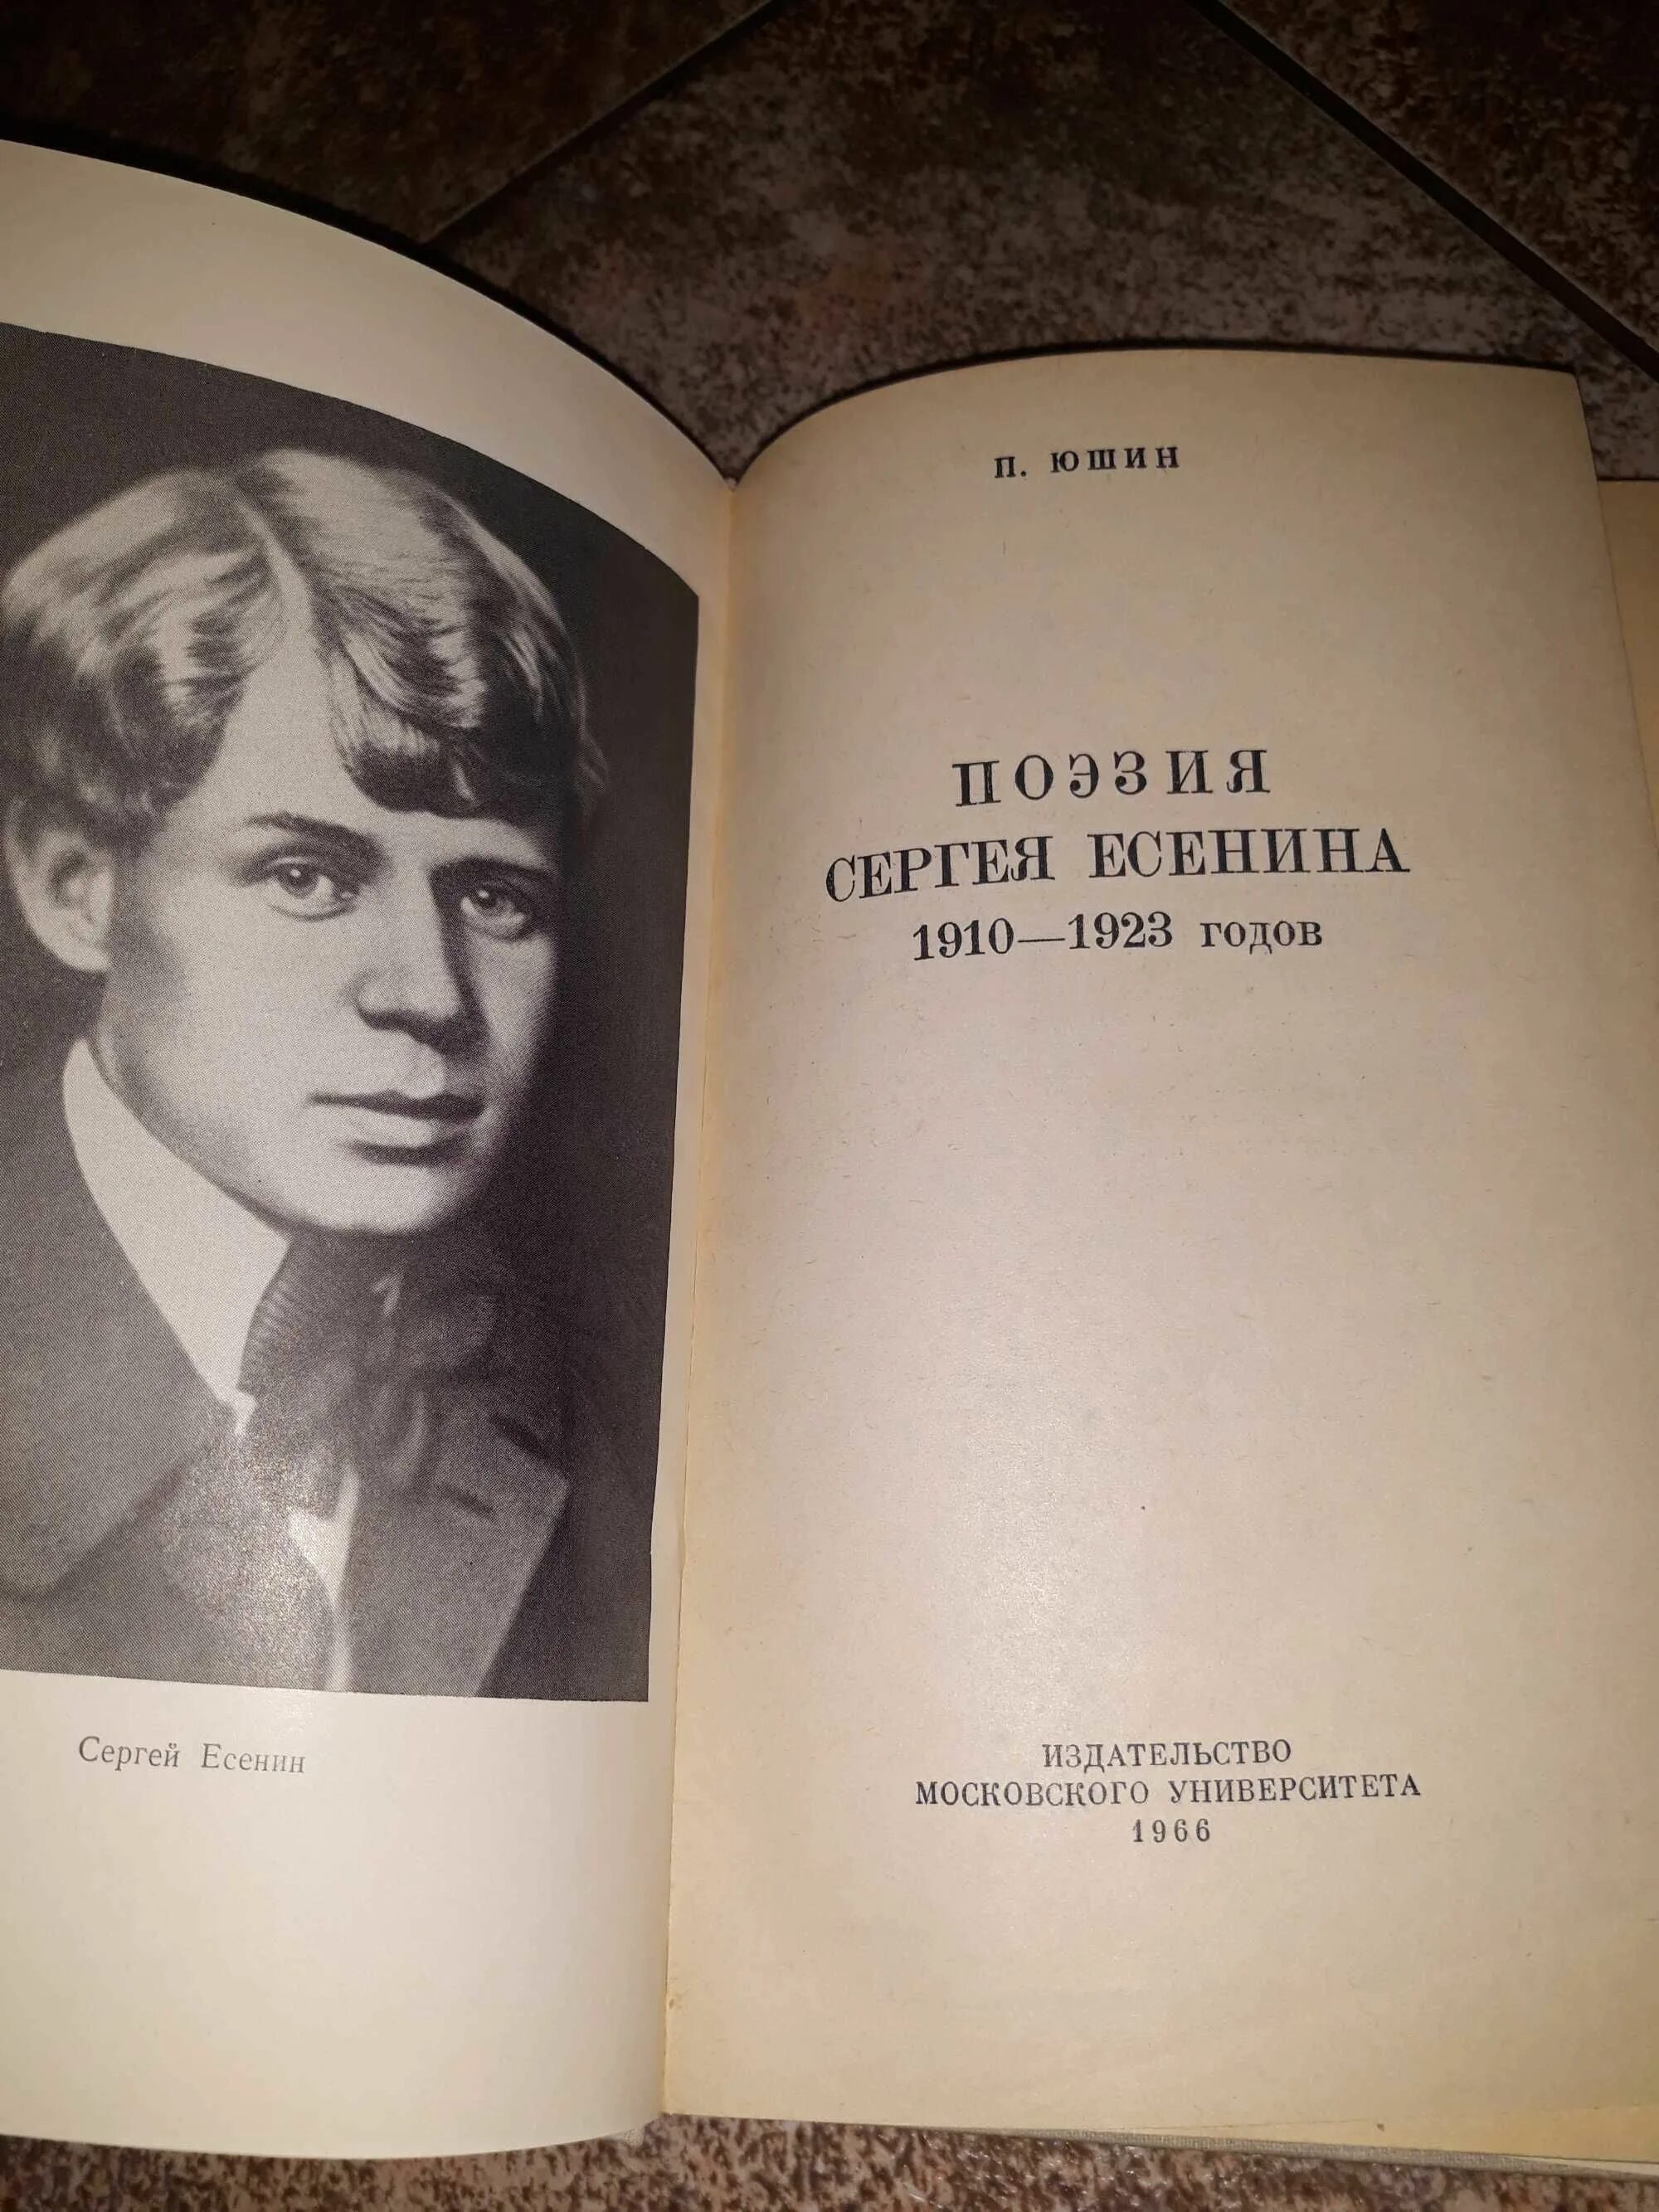 Сергей Есенин
П. ЮШИН
ПОЭЗИЯ
СЕРГЕЯ ЕСЕНИНА
1910—1923 годов
ИЗДАТЕЛЬСТВО
МОСКОВСКОГО УНИВЕРСИТЕТА
1966